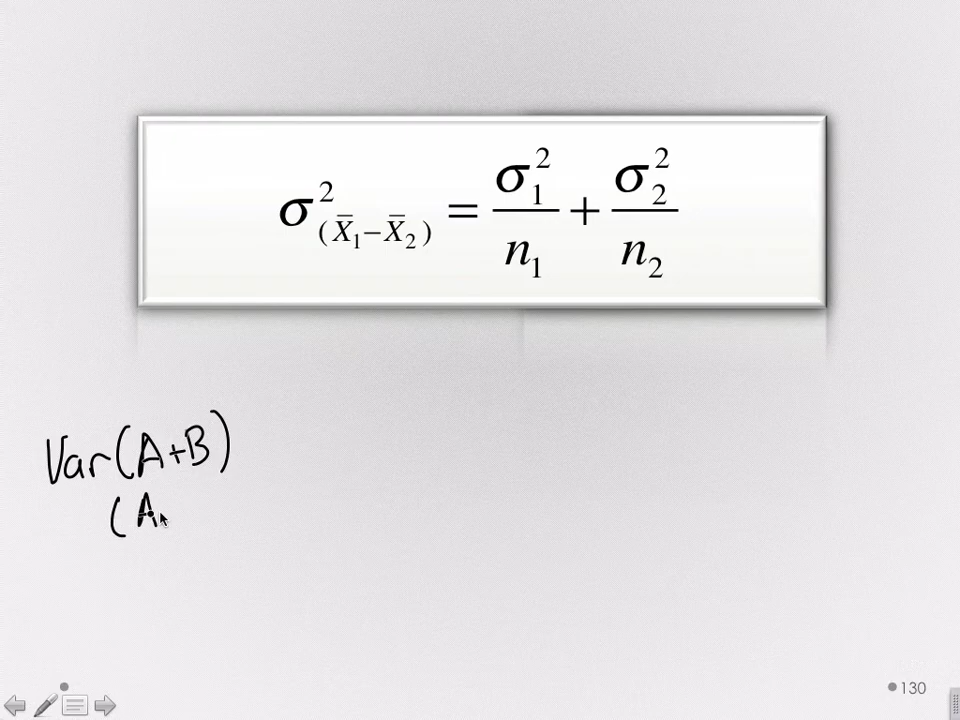 σ²₍X̄₁−X̄₂₎ = σ₁²/n₁ + σ₂²/n₂
Var(A+B)
(A
130